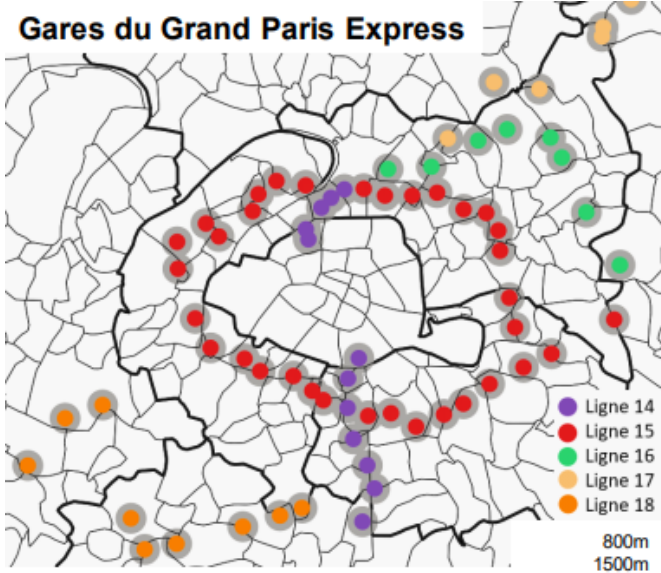 Gares du Grand Paris Express
Ligne 14
Ligne 15
Ligne 16
Ligne 17
Ligne 18
800m
1500m